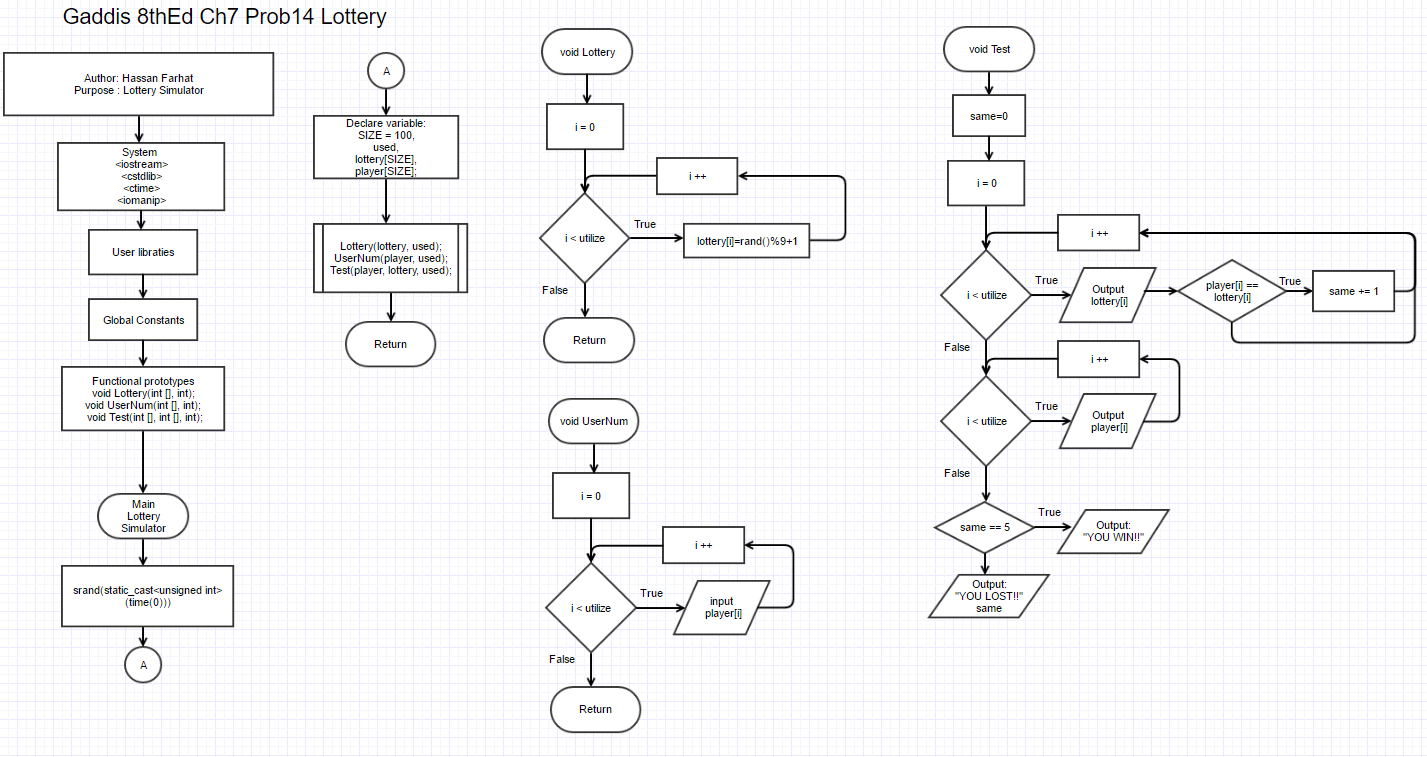 Gaddis 8thEd Ch7 Prob14 Lottery
Author: Hassan Farhat
Purpose : Lottery Simulator
System
<iostream>
<cstdlib>
<ctime>
<iomanip>
User libraties
Global Constants
Functional prototypes
void Lottery(int [], int);
void UserNum(int [], int);
void Test(int [], int [], int);
Main
Lottery
Simulator
srand(static_cast<unsigned int>
(time(0)))
A
A
Declare variable:
SIZE = 100,
used,
lottery[SIZE],
player[SIZE];
Lottery(lottery, used);
UserNum(player, used);
Test(player, lottery, used);
Return
void Lottery
i = 0
i ++
i < utilize
True
lottery[i]=rand()%9+1
False
Return
void UserNum
i = 0
i ++
i < utilize
True
input
player[i]
False
Return
void Test
same=0
i = 0
i ++
i < utilize
True
Output
lottery[i]
player[i] ==
lottery[i]
True
same += 1
False
i ++
i < utilize
True
Output
player[i]
False
same == 5
True
Output:
"YOU WIN!!"
Output:
"YOU LOST!!"
same